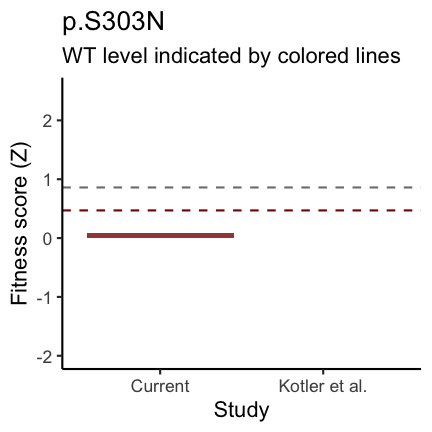 p.S303N
WT level indicated by colored lines
Fitness score (Z)
2
1
0
-1
-2
Current
Kotler et al.
Study